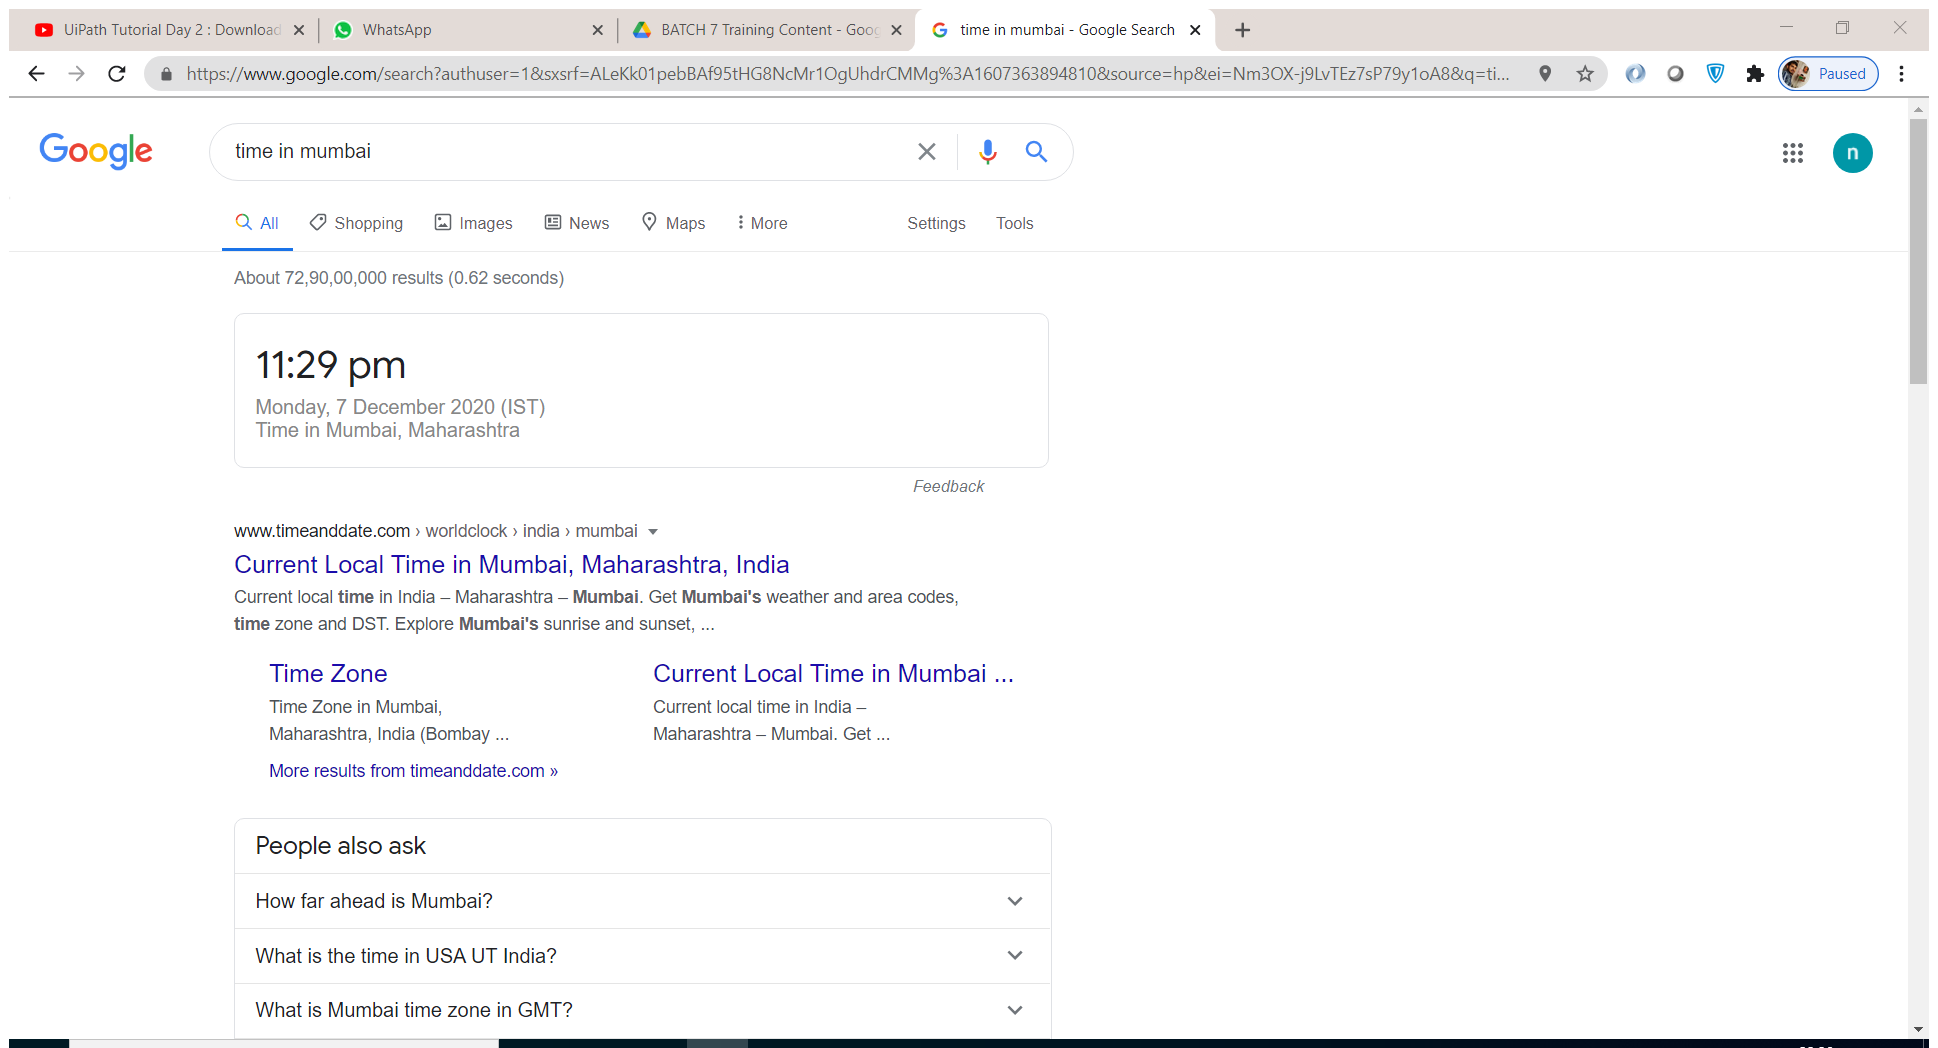 UiPath Tutorial Day 2 : Download
WhatsApp
BATCH 7 Training Content - Goog
time in mumbai - Google Search
https://www.google.com/search?authuser=1&sxsrf=ALeKk01pebBAf95tHG8NcMr1OgUhdrCMMg%3A1607363894810&source=hp&ei=Nm3OX-j9LvTEz7sP79y1oA8&q=ti...
Paused
Google
time in mumbai
n
All
Shopping
Images
News
Maps
More
Settings
Tools
About 72,90,00,000 results (0.62 seconds)
11:29 pm
Monday, 7 December 2020 (IST)
Time in Mumbai, Maharashtra
Feedback
www.timeanddate.com › worldclock › india › mumbai
Current Local Time in Mumbai, Maharashtra, India
Current local time in India – Maharashtra – Mumbai. Get Mumbai's weather and area codes,
time zone and DST. Explore Mumbai's sunrise and sunset, ...
Time Zone
Time Zone in Mumbai,
Maharashtra, India (Bombay ...
Current Local Time in Mumbai ...
Current local time in India –
Maharashtra – Mumbai. Get ...
More results from timeanddate.com »
People also ask
How far ahead is Mumbai?
What is the time in USA UT India?
What is Mumbai time zone in GMT?